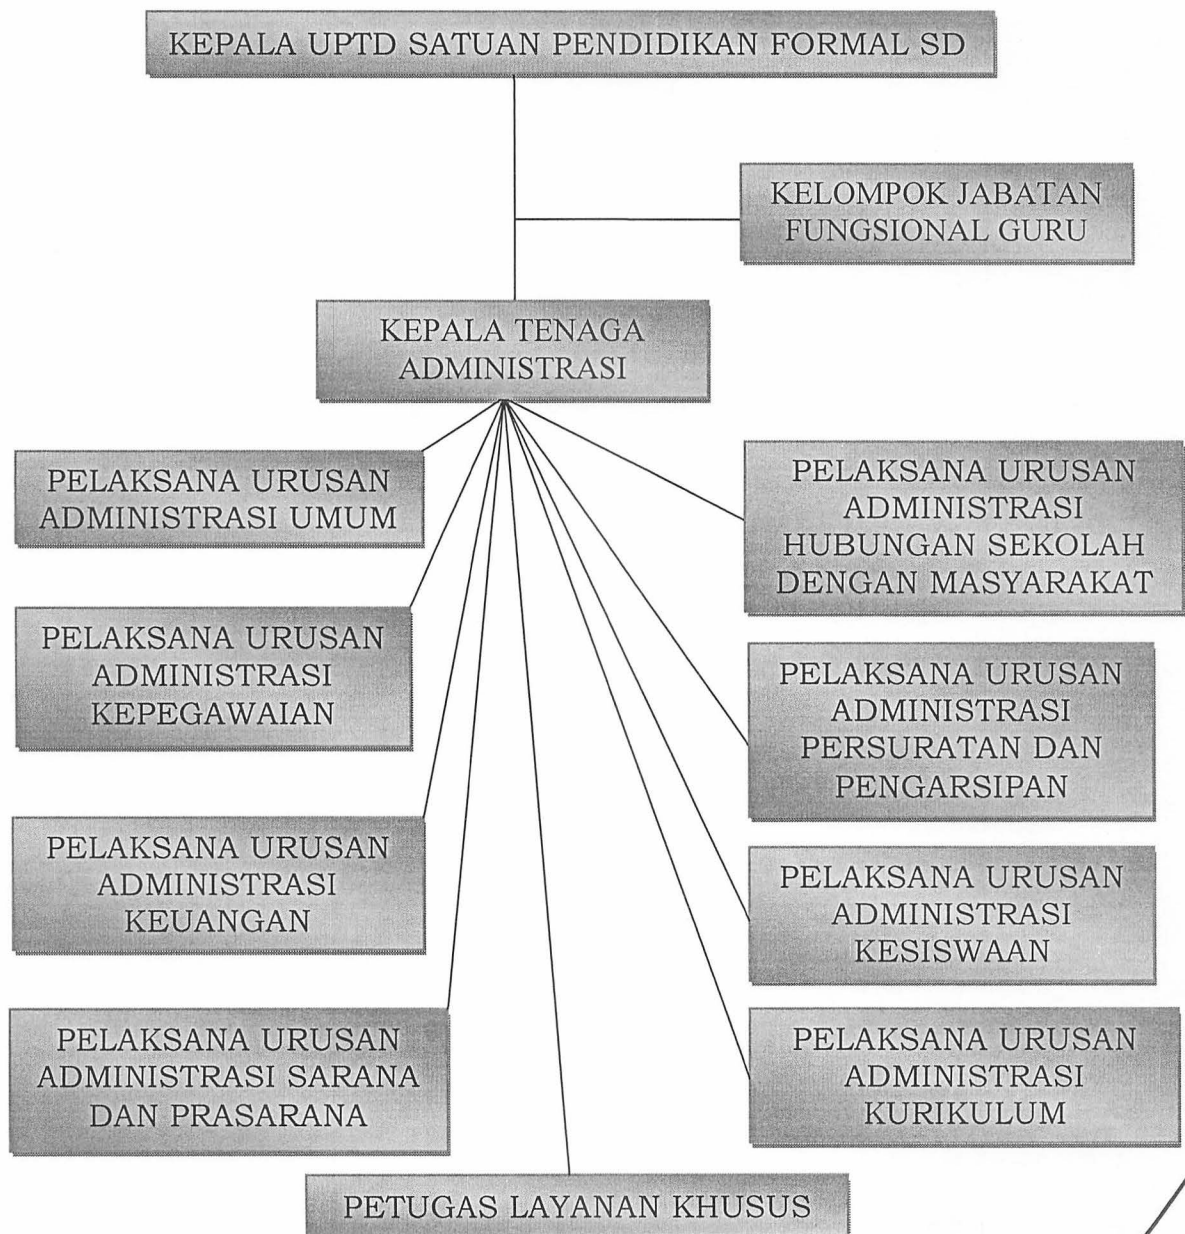 KEPALA UPTD SATUAN PENDIDIKAN FORMAL SD
KELOMPOK JABATAN
FUNGSIONAL GURU
KEPALA TENAGA
ADMINISTRASI
PELAKSANA URUSAN
ADMINISTRASI UMUM
PELAKSANA URUSAN
ADMINISTRASI
HUBUNGAN SEKOLAH
DENGAN MASYARAKAT
PELAKSANA URUSAN
ADMINISTRASI
KEPEGAWAIAN
PELAKSANA URUSAN
ADMINISTRASI
PERSURATAN DAN
PENGARSIPAN
PELAKSANA URUSAN
ADMINISTRASI
KEUANGAN
PELAKSANA URUSAN
ADMINISTRASI
KESISWAAN
PELAKSANA URUSAN
ADMINISTRASI SARANA
DAN PRASARANA
PELAKSANA URUSAN
ADMINISTRASI
KURIKULUM
PETUGAS LAYANAN KHUSUS